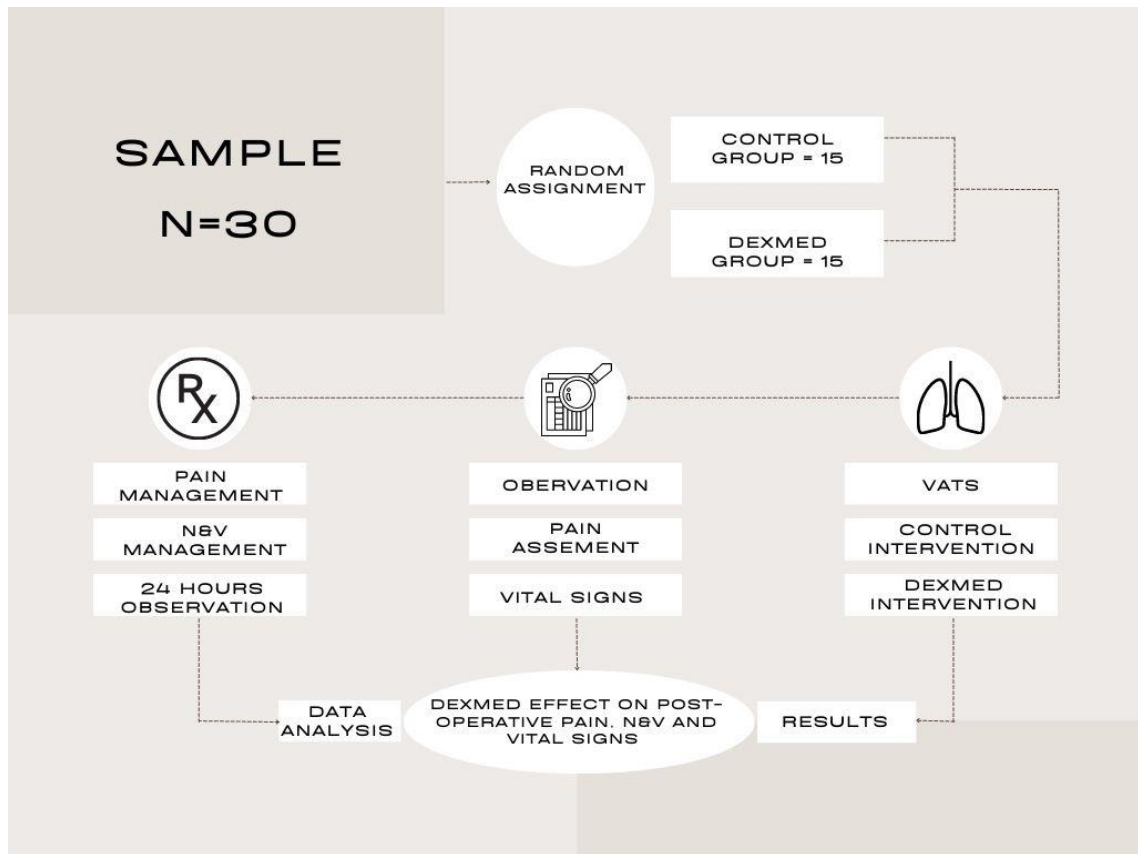 SAMPLE
N=30
RANDOM
ASSIGNMENT
CONTROL
GROUP = 15
DEXMED
GROUP = 15
RX
PAIN
MANAGEMENT
N&V
MANAGEMENT
24 HOURS
OBSERVATION
OBERVATION
PAIN
ASSEMENT
VITAL SIGNS
VATS
CONTROL
INTERVENTION
DEXMED
INTERVENTION
DATA
ANALYSIS
DEXMED EFFECT ON POST-
OPERATIVE PAIN. N&V AND
VITAL SIGNS
RESULTS